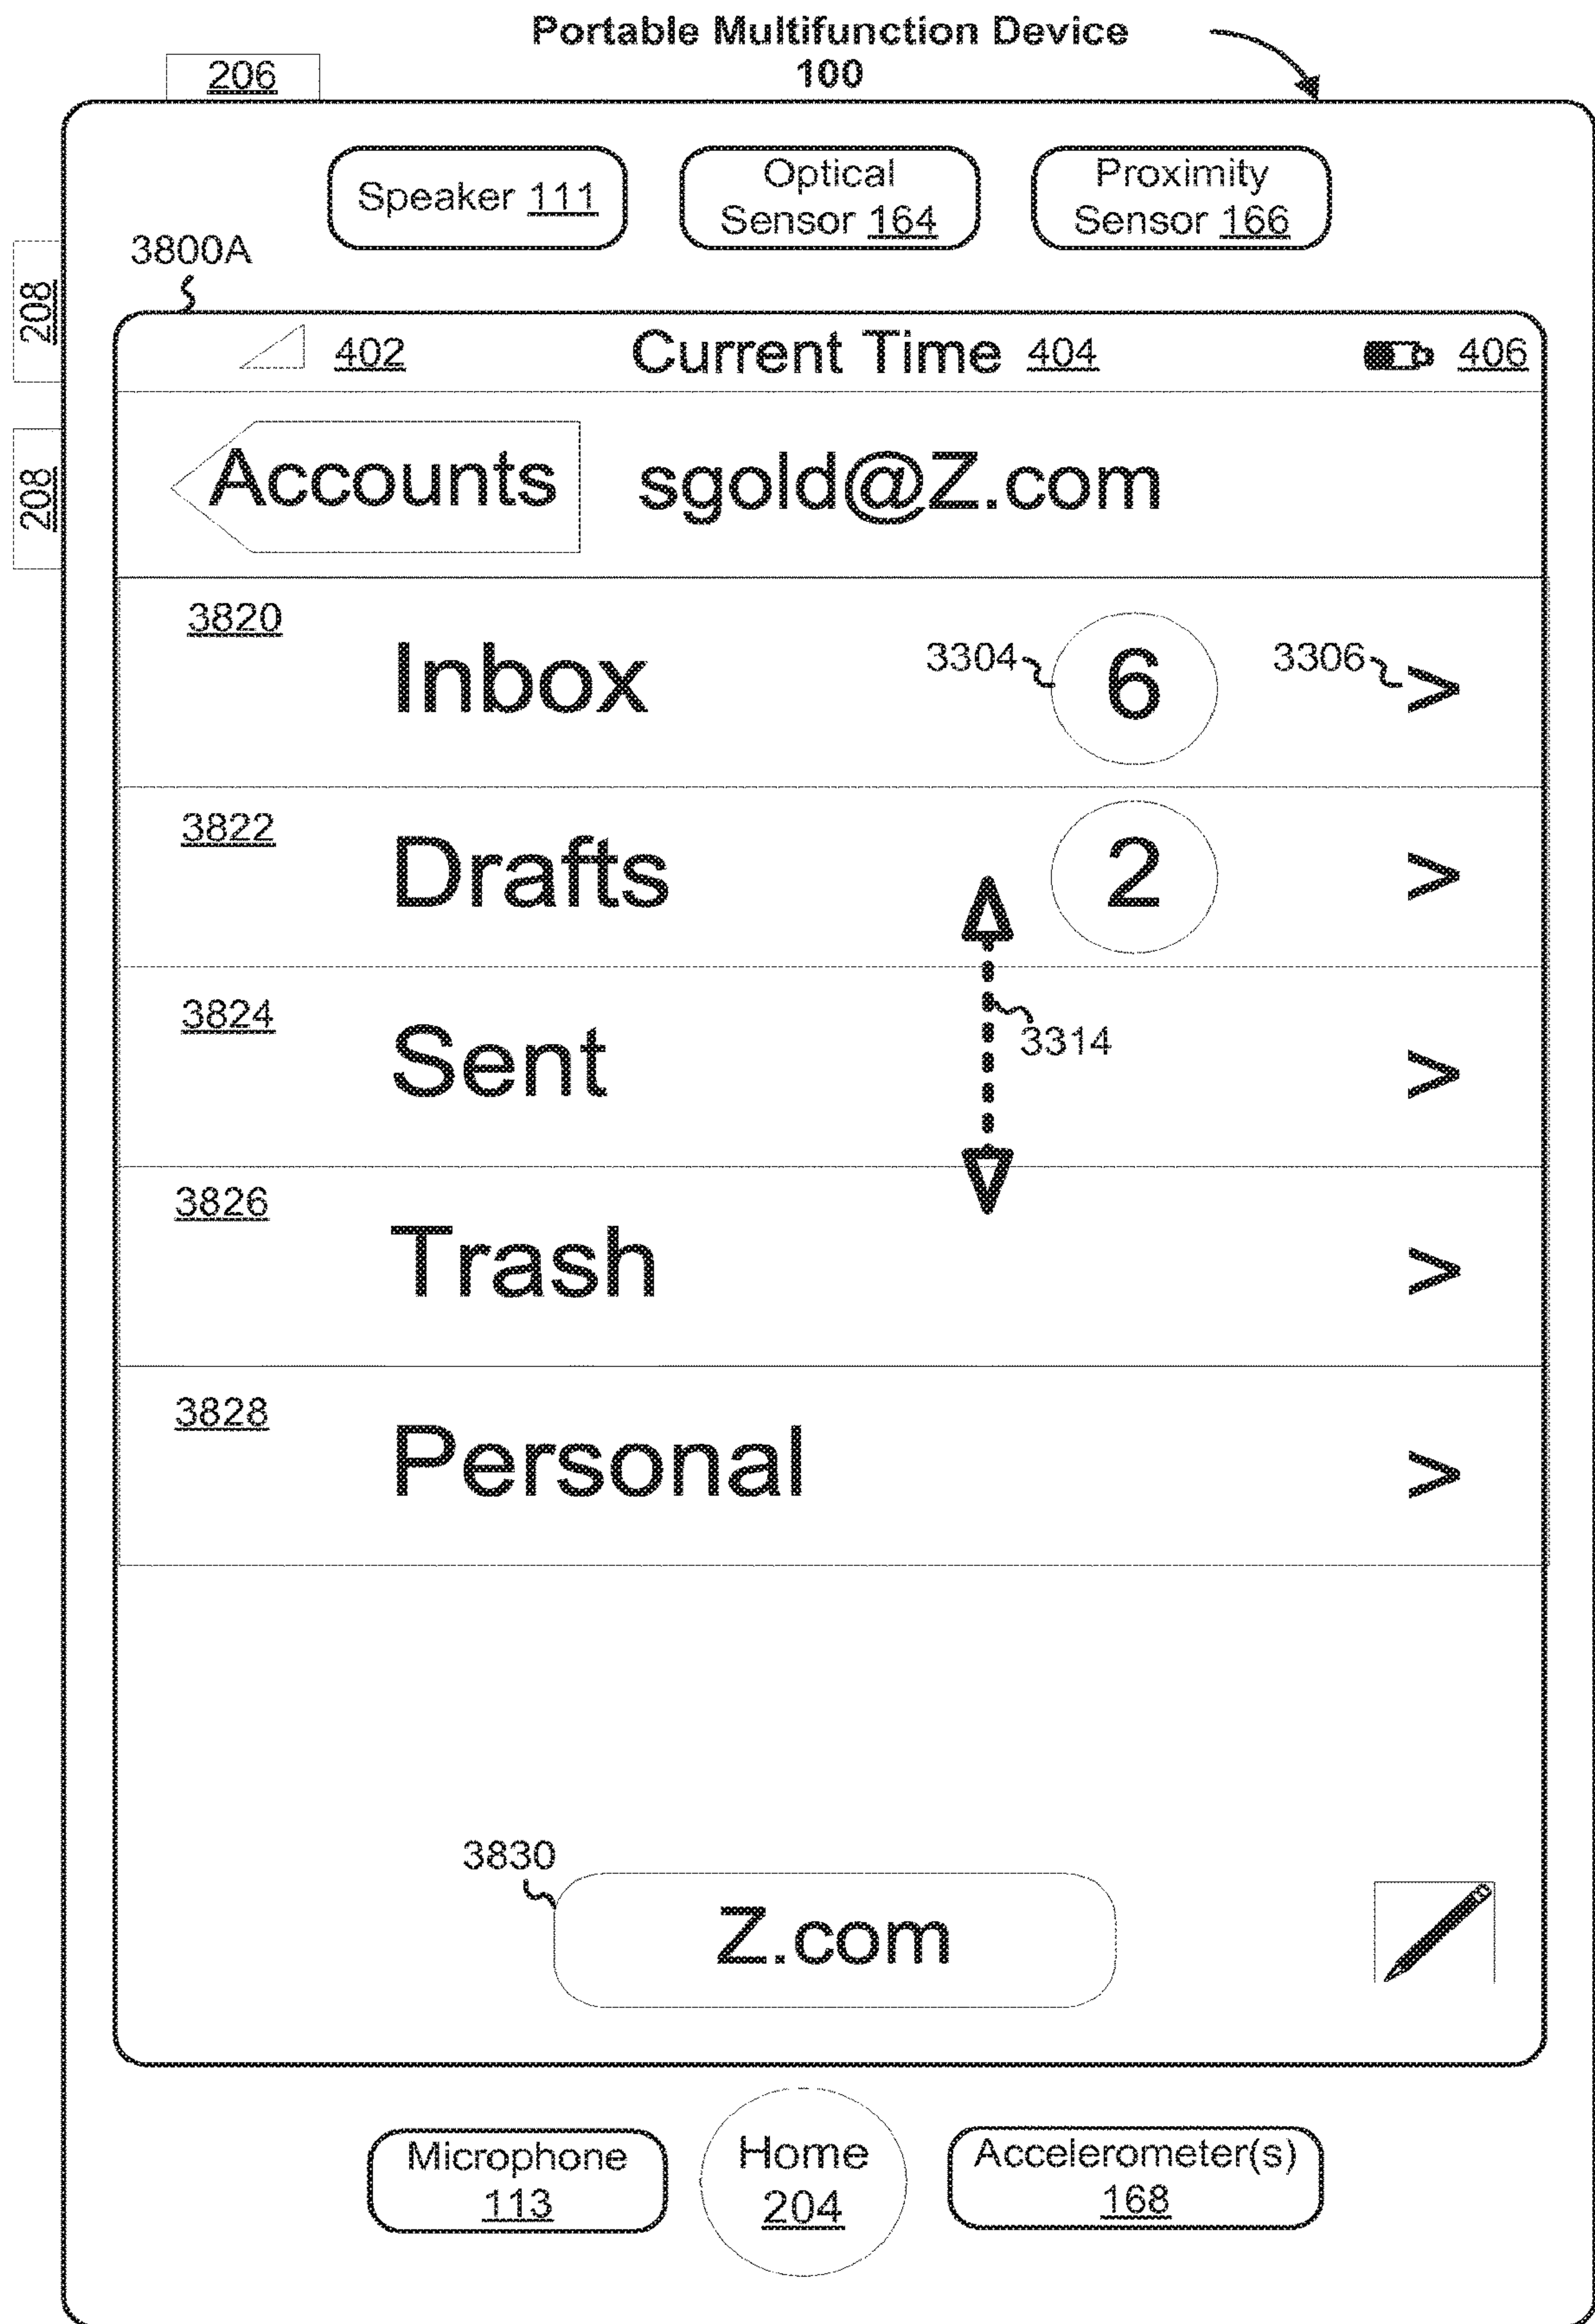 Portable Multifunction Device
100
206
Speaker 111
Optical
Sensor 164
Proximity
Sensor 166
3800A
208
208
402
Current Time 404
406
Accounts
sgold@Z.com
3820
Inbox
3304
6
3306
>
3822
Drafts
2
>
3824
Sent
3314
>
3826
Trash
>
3828
Personal
>
3830
Z.com
Microphone
113
Home
204
Accelerometer(s)
168